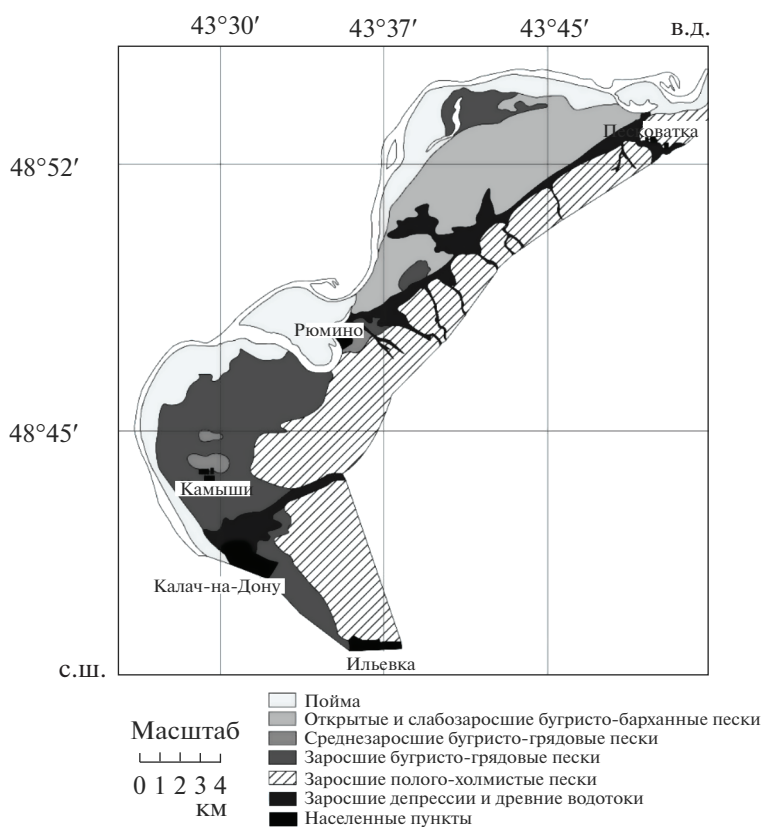 43°30′ 43°37′ 43°45′ в.д.
Песковатка
48°52′
Рюмино
48°45′
Камыши
Калач-на-Дону
Ильевка
с.ш.
Пойма
Открытые и слабозаросшие бугристо-барханные пески
Среднезаросшие бугристо-грядовые пески
Заросшие бугристо-грядовые пески
Заросшие полого-холмистые пески
Заросшие депрессии и древние водотоки
Населенные пункты
Масштаб
0 1 2 3 4
км